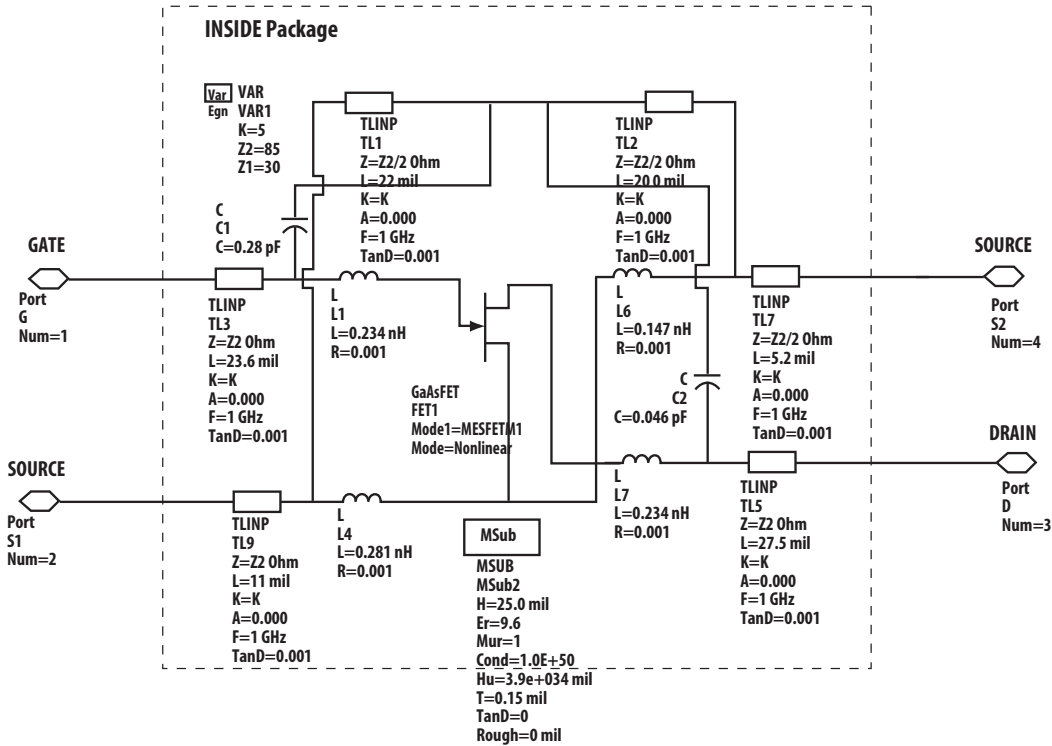 INSIDE Package
Var
Egn
VAR
VAR1
K=5
Z2=85
Z1=30
TLINP
TL1
Z=Z2/2 Ohm
L=22 mil
K=K
A=0.000
F=1 GHz
TanD=0.001
TLINP
TL2
Z=Z2/2 Ohm
L=20 0 mil
K=K
A=0.000
F=1 GHz
TanD=0.001
C
C1
C=0.28 pF
GATE
Port
G
Num=1
TLINP
TL3
Z=Z2 Ohm
L=23.6 mil
K=K
A=0.000
F=1 GHz
TanD=0.001
L
L1
L=0.234 nH
R=0.001
GaAsFET
FET1
Mode1=MESFETM1
Mode=Nonlinear
L
L6
L=0.147 nH
R=0.001
C
C2
C=0.046 pF
TLINP
TL7
Z=Z2/2 Ohm
L=5.2 mil
K=K
A=0.000
F=1 GHz
TanD=0.001
SOURCE
Port
S2
Num=4
SOURCE
Port
S1
Num=2
TLINP
TL9
Z=Z2 Ohm
L=11 mil
K=K
A=0.000
F=1 GHz
TanD=0.001
L
L4
L=0.281 nH
R=0.001
MSub
MSUB
MSub2
H=25.0 mil
Er=9.6
Mur=1
Cond=1.0E+50
Hu=3.9e+034 mil
T=0.15 mil
TanD=0
Rough=0 mil
L
L7
L=0.234 nH
R=0.001
TLINP
TL5
Z=Z2 Ohm
L=27.5 mil
K=K
A=0.000
F=1 GHz
TanD=0.001
DRAIN
Port
D
Num=3